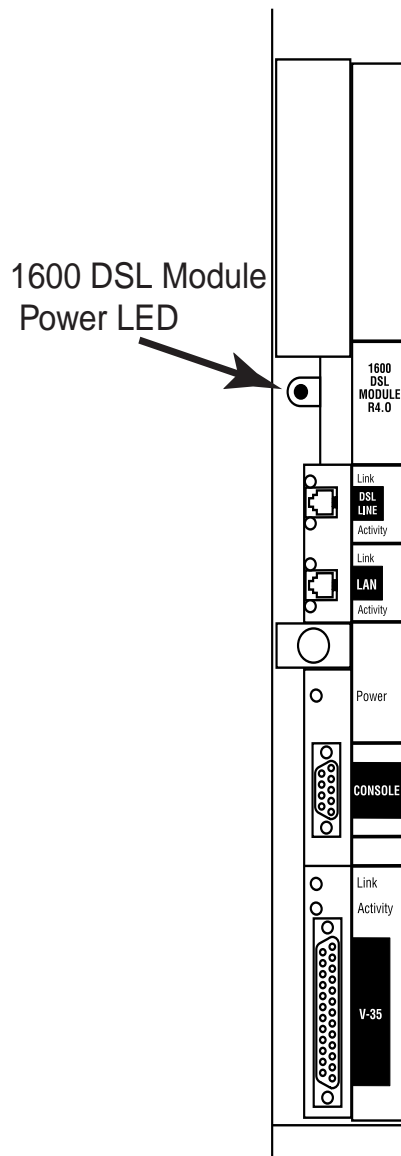 1600 DSL Module
Power LED
1600
DSL
MODULE
R4.0
Link
DSL
LINE
Activity
Link
LAN
Activity
Power
CONSOLE
Link
Activity
V-35